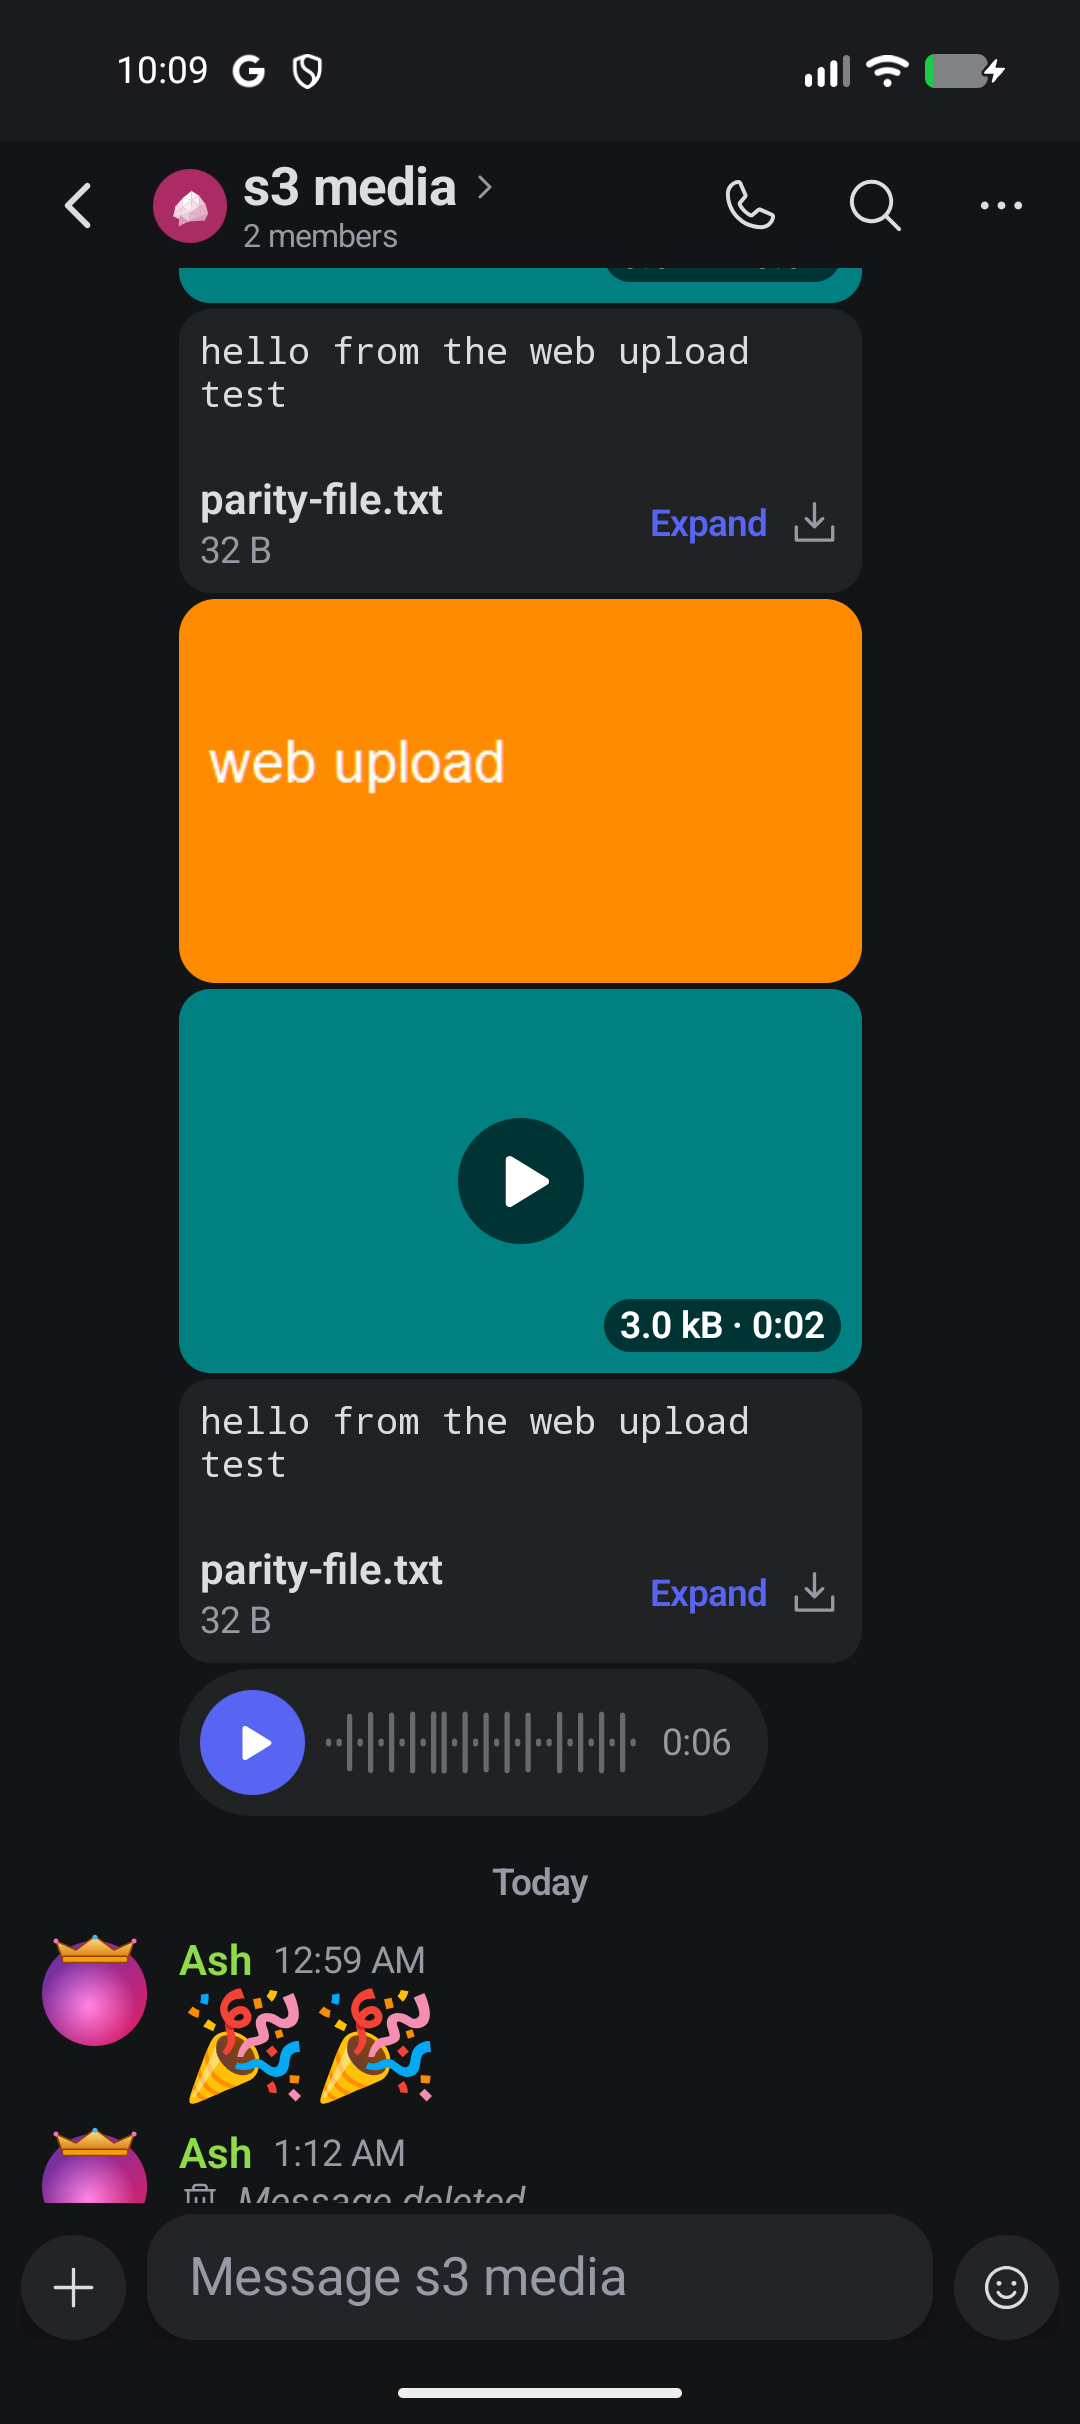 10:09
s3 media
2 members
hello from the web upload
test
parity-file.txt
32 B
Expand
web upload
3.0 kB · 0:02
hello from the web upload
test
parity-file.txt
32 B
Expand
0:06
Today
Ash 12:59 AM
Ash 1:12 AM
Message deleted
Message s3 media